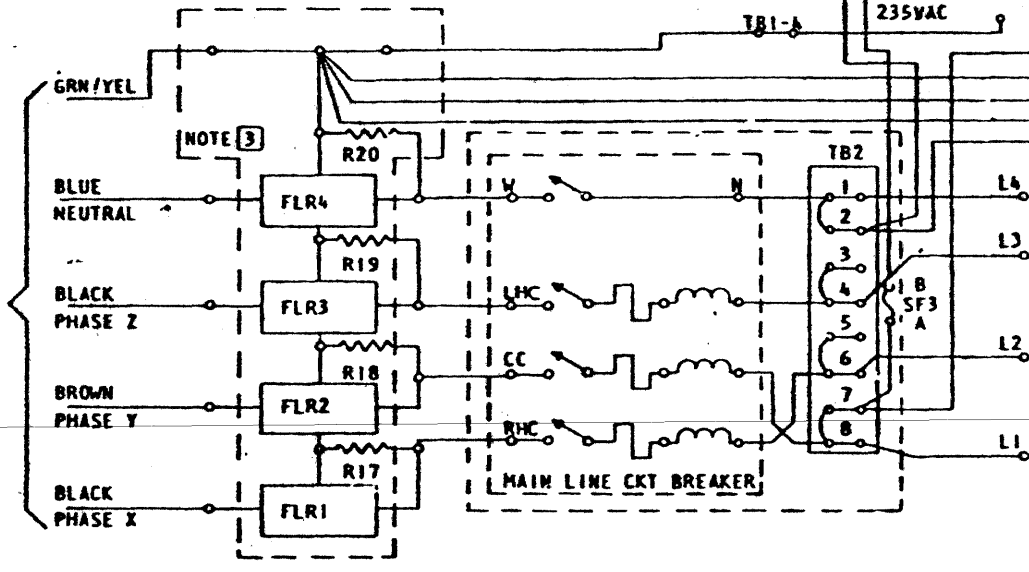 TB1-4
235VAC
GRN/YEL
NOTE 3
R20
TB2
BLUE
NEUTRAL
FLR4
W
N
1
L4
2
R19
3
L3
BLACK
PHASE Z
FLR3
LHC
4
B
SF3
A
5
R18
CC
6
L2
BROWN
PHASE Y
FLR2
7
RHC
8
L1
R17
MAIN LINE CKT BREAKER
BLACK
PHASE X
FLR1